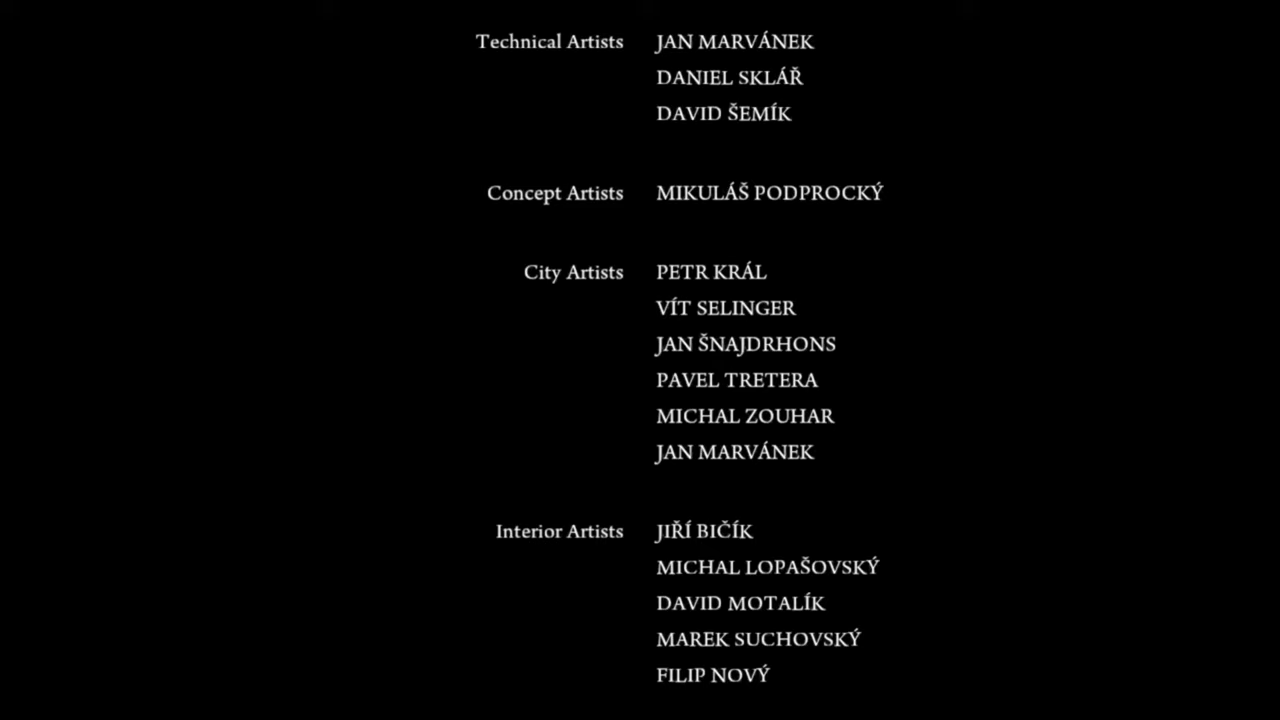 Technical Artists JAN MARVÁNEK
DANIEL SKLÁŘ
DAVID ŠEMÍK
Concept Artists MIKULÁŠ PODPROCKÝ
City Artists PETR KRÁL
VÍT SELINGER
JAN ŠNAJDRHONS
PAVEL TRETERA
MICHAL ZOUHAR
JAN MARVÁNEK
Interior Artists JIŘÍ BIČÍK
MICHAL LOPAŠOVSKÝ
DAVID MOTALÍK
MAREK SUCHOVSKÝ
FILIP NOVÝ